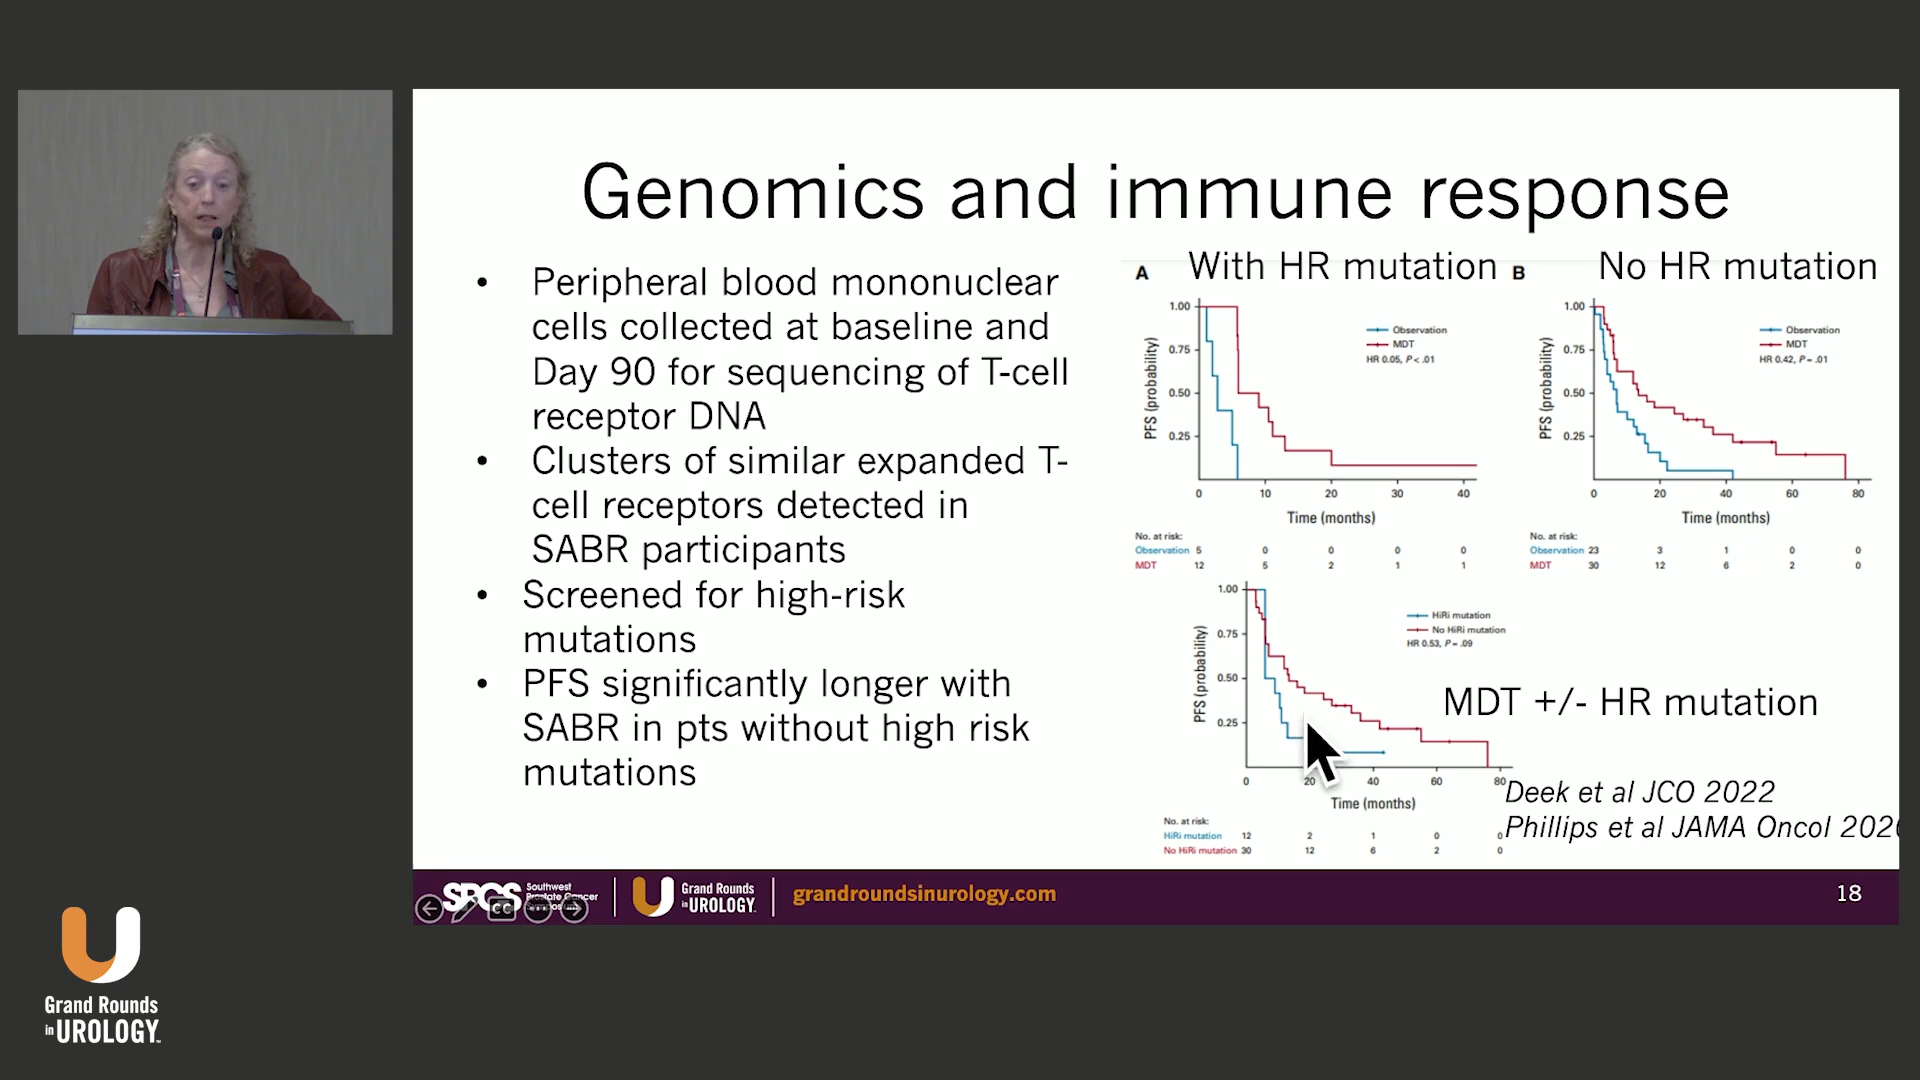 Genomics and immune response
• Peripheral blood mononuclear
cells collected at baseline and
Day 90 for sequencing of T-cell
receptor DNA
• Clusters of similar expanded T-
cell receptors detected in
SABR participants
• Screened for high-risk
mutations
• PFS significantly longer with
SABR in pts without high risk
mutations
A With HR mutation
1.00
0.75
0.50
0.25
PFS (probability)
Observation
MDT
HR 0.05, P < .01
0 10 20 30 40
Time (months)
No. at risk:
Observation 5 0 0 0 0
MDT 12 5 2 1 1
B No HR mutation
1.00
0.75
0.50
0.25
PFS (probability)
Observation
MDT
HR 0.42, P = .01
0 20 40 60 80
Time (months)
No. at risk:
Observation 23 3 1 0 0
MDT 30 12 6 2 0
1.00
0.75
0.50
0.25
PFS (probability)
HiRi mutation
No HiRi mutation
HR 0.53, P = .09
0 20 40 60 80
Time (months)
No. at risk:
HiRi mutation 12 2 1 0 0
No HiRi mutation 30 12 6 2 0
MDT +/- HR mutation
Deek et al JCO 2022
Phillips et al JAMA Oncol
SPCS Southwest
Prostate Cancer
CC
Grand Rounds
in UROLOGY
grandroundsinurology.com
18
Grand Rounds
in UROLOGY